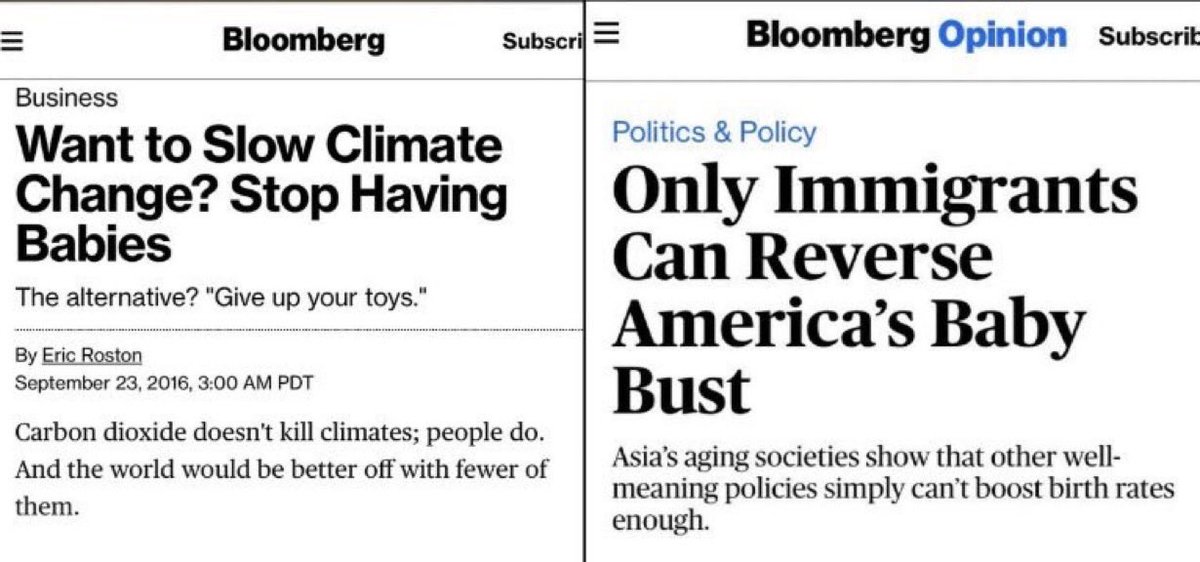 Bloomberg
Subscri
Business
Want to Slow Climate
Change? Stop Having
Babies
The alternative? "Give up your toys."
By Eric Roston
September 23, 2016, 3:00 AM PDT
Carbon dioxide doesn't kill climates; people do.
And the world would be better off with fewer of
them.
Bloomberg Opinion
Subscrib
Politics & Policy
Only Immigrants
Can Reverse
America’s Baby
Bust
Asia’s aging societies show that other well-
meaning policies simply can’t boost birth rates
enough.